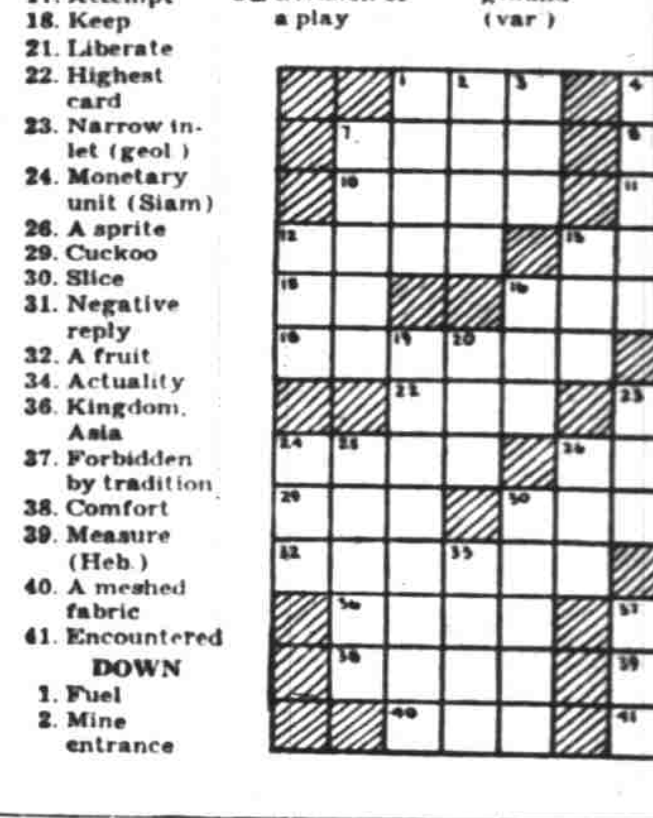 18. Keep
21. Liberate
22. Highest
card
23. Narrow in-
let (geol )
24. Monetary
unit (Siam)
26. A sprite
29. Cuckoo
30. Slice
31. Negative
reply
32. A fruit
34. Actuality
36. Kingdom,
Asia
37. Forbidden
by tradition
38. Comfort
39. Measure
(Heb.)
40. A meshed
fabric
41. Encountered
DOWN
1. Fuel
2. Mine
entrance
a play
(var )
1 2 3 4
7 8
10 11
12 13
15 16
18 19 20
22 23
24 25 26
29 30
32 33
36 37
38 39
40 41